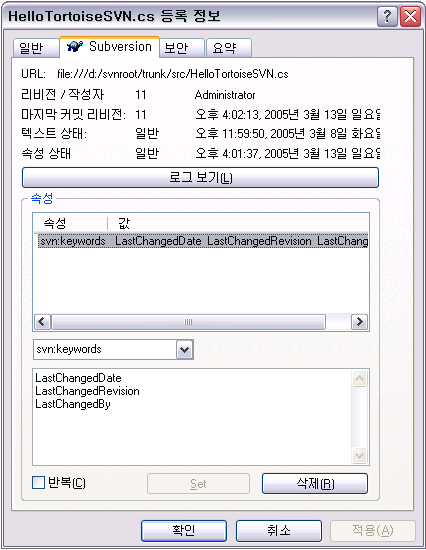 HelloTortoiseSVN.cs 등록 정보
일반 Subversion 보안 요약
URL: file:///d:/svnroot/trunk/src/HelloTortoiseSVN.cs
리비전 / 작성자 11 Administrator
마지막 커밋 리비전: 11 오후 4:02:13, 2005년 3월 13일 일요일
텍스트 상태: 일반 오후 11:59:50, 2005년 3월 8일 화요일
속성 상태 일반 오후 4:01:37, 2005년 3월 13일 일요일
로그 보기(L)
속성
속성 값
svn:keywords LastChangedDate LastChangedRevision LastChang
svn:keywords
LastChangedDate
LastChangedRevision
LastChangedBy
반복(C) Set 삭제(R)
확인 취소 적용(A)